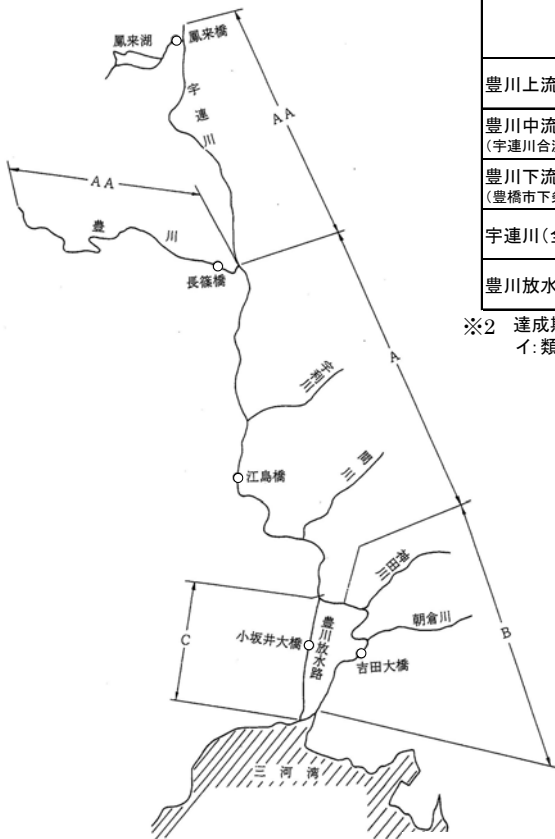 鳳来湖
鳳来橋
宇連川
AA
AA
豊川
長篠橋
A
宇利川
江島橋
間川
神田川
朝倉川
B
C
小坂井大橋
豊川放水路
吉田大橋
三河湾
豊川上流
豊川中流
(宇連川合流
豊川下流
(豊橋市下条
宇連川(全
豊川放水
※2 達成期
イ:類